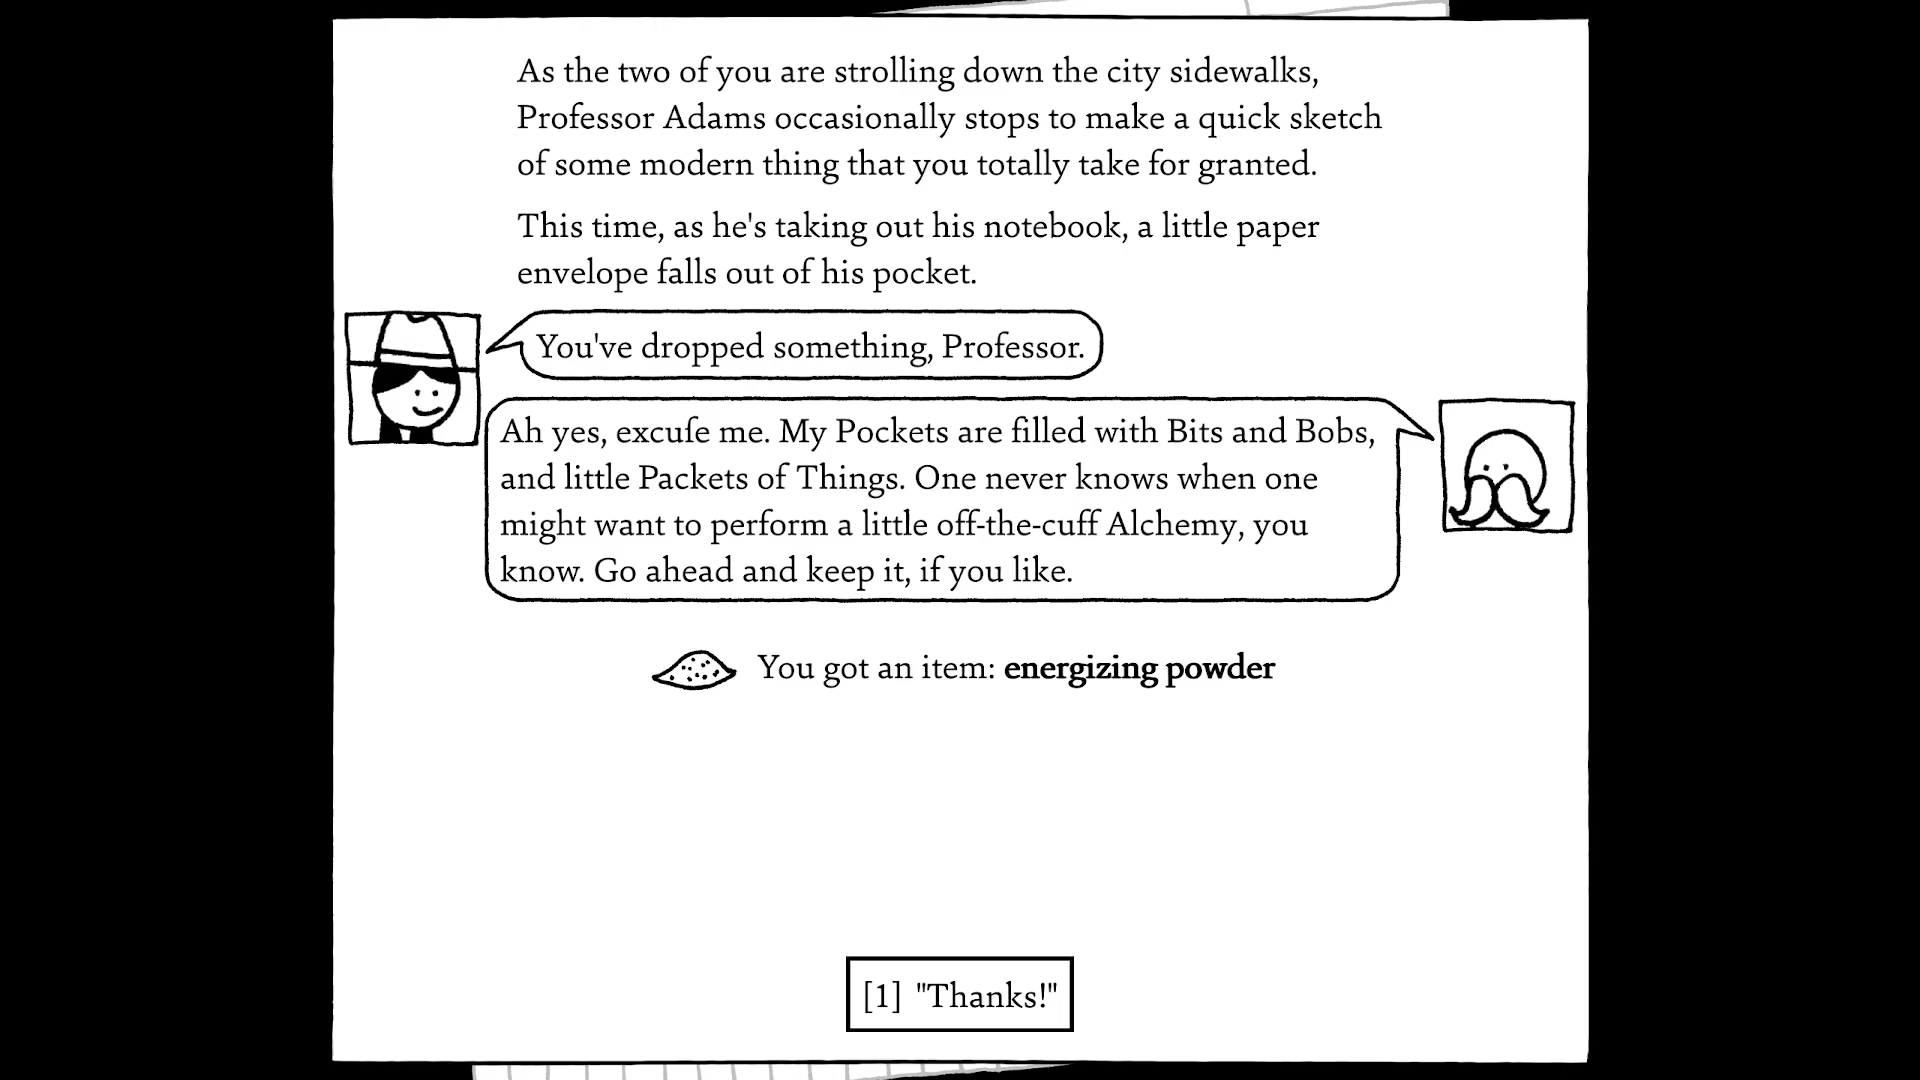 As the two of you are strolling down the city sidewalks,
Professor Adams occasionally stops to make a quick sketch
of some modern thing that you totally take for granted.
This time, as he's taking out his notebook, a little paper
envelope falls out of his pocket.
You've dropped something, Professor.
Ah yes, excuſe me. My Pockets are filled with Bits and Bobs,
and little Packets of Things. One never knows when one
might want to perform a little off-the-cuff Alchemy, you
know. Go ahead and keep it, if you like.
You got an item: energizing powder
[1] "Thanks!"